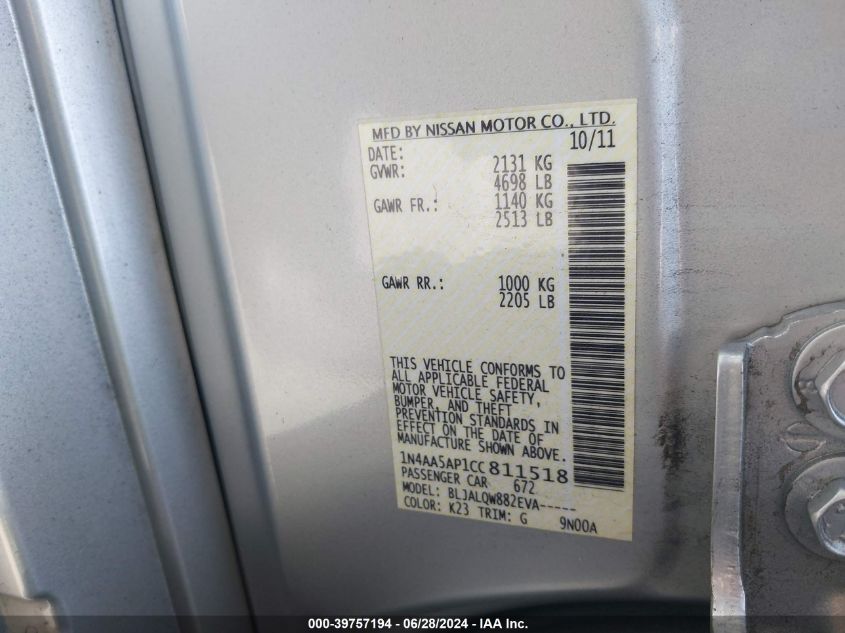 MFD BY NISSAN MOTOR CO., LTD.
DATE: 10/11
GVWR: 2131 KG
4698 LB
GAWR FR.: 1140 KG
2513 LB
GAWR RR.: 1000 KG
2205 LB
THIS VEHICLE CONFORMS TO
ALL APPLICABLE FEDERAL
MOTOR VEHICLE SAFETY,
BUMPER, AND THEFT
PREVENTION STANDARDS IN
EFFECT ON THE DATE OF
MANUFACTURE SHOWN ABOVE.
1N4AA5AP1CC811518
PASSENGER CAR 672
MODEL: BLJALQW882EVA-----
COLOR: K23 TRIM: G 9N00A
000-39757194 - 06/28/2024 - IAA Inc.